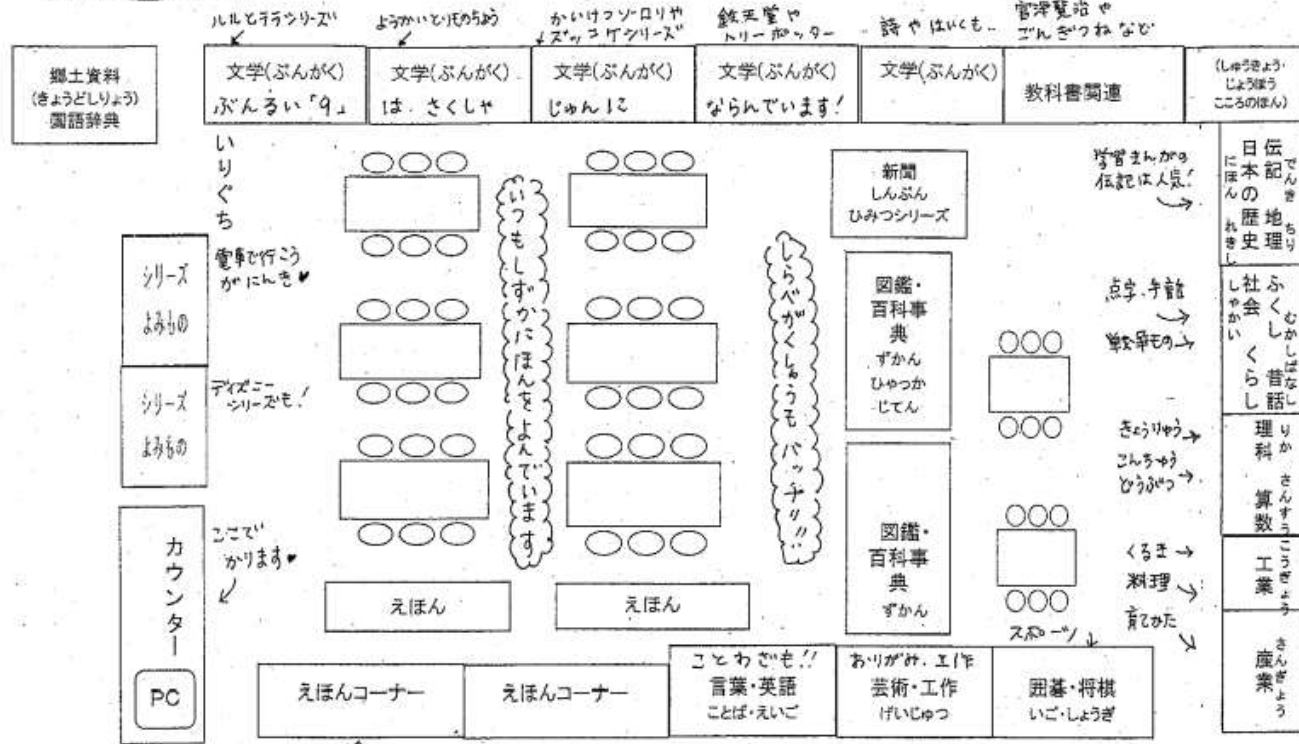 ルルとララシリーズ
ようかいとりものちょう
かいけつゾロリや
ズッコケシリーズ
銭天堂や
ハリーポッター
詩やはいくも..
宮澤賢治や
ごんぎつねなど
郷土資料
(きょうどしりょう)
国語辞典
文学(ぶんがく)
ぶんるい「9」
文学(ぶんがく)
は、さくしゃ
文学(ぶんがく)
じゅんに
文学(ぶんがく)
ならんでいます!
文学(ぶんがく)
教科書関連
(しゅうきょう・
じょうほう
こころのほん)
いりぐち
新聞
しんぶん
ひみつシリーズ
学習まんがの
伝記は人気!
伝記 地理
でんき ちり
日本の歴史
にほん れきし
シリーズ
よみもの
電車で行こう
がにんき♥
いつもしずかにほんをよんでいます
しらべがくしゅうも バッチリ!!
図鑑・
百科事
典
ずかん
ひゃっか
じてん
点字・手話
戦争もの
ふくし 昔話
むかしばなし
社会 くらし
しゃかい
シリーズ
よみもの
ディズニー
シリーズも!
きょうりゅう
こんちゅう
どうぶつ
理科 算数
りか さんすう
カウンター
PC
ここで
かります♥
図鑑・
百科事
典
ずかん
くるま
料理
育てかた
工業
こうぎょう
産業
さんぎょう
えほん
えほん
スポーツ
えほんコーナー
えほんコーナー
ことわざも!!
言葉・英語
ことば・えいご
おりがみ、工作
芸術・工作
げいじゅつ
囲碁・将棋
いご・しょうぎ